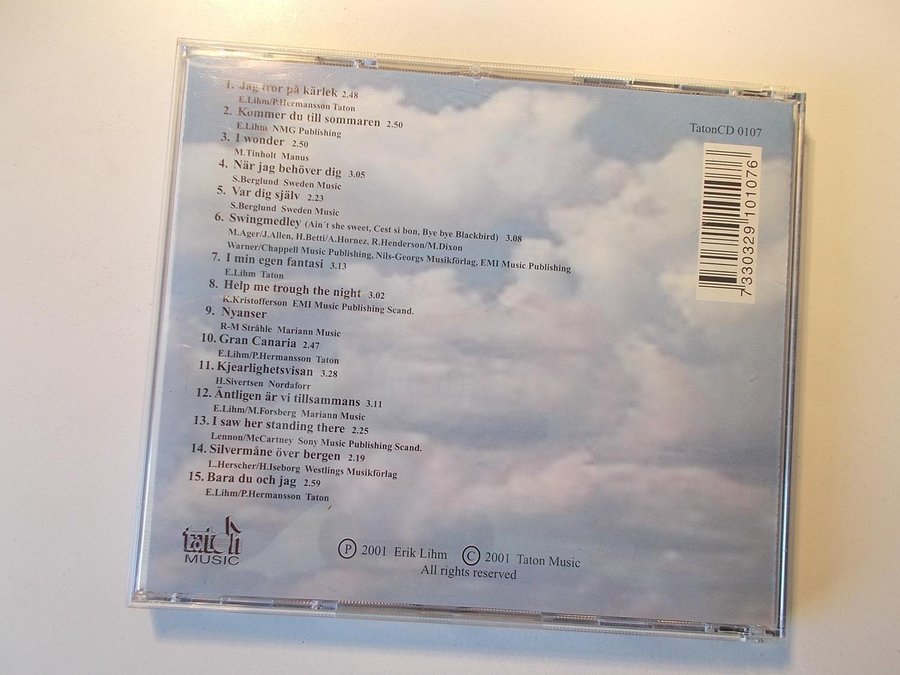 1. Jag tror på kärlek 2.48
E.Lihm/P.Hermansson Taton
2. Kommer du till sommaren 2.50
E.Lihm NMG Publishing
3. I wonder 2.50
M.Tinholt Manus
4. När jag behöver dig 3.05
S.Berglund Sweden Music
5. Var dig själv 2.23
S.Berglund Sweden Music
6. Swingmedley (Ain´t she sweet, Cest si bon, Bye bye Blackbird) 3.08
M.Ager/J.Allen, H.Betti/A.Hornez, R.Henderson/M.Dixon
Warner/Chappell Music Publishing, Nils-Georgs Musikförlag, EMI Music Publishing
7. I min egen fantasi 3.13
E.Lihm Taton
8. Help me trough the night 3.02
K.Kristofferson EMI Music Publishing Scand.
9. Nyanser
R-M Stråhle Mariann Music
10. Gran Canaria 2.47
E.Lihm/P.Hermansson Taton
11. Kjearlighetsvisan 3.28
H.Sivertsen Nordaforr
12. Äntligen är vi tillsammans 3.11
E.Lihm/M.Forsberg Mariann Music
13. I saw her standing there 2.25
Lennon/McCartney Sony Music Publishing Scand.
14. Silvermåne över bergen 2.19
L.Herscher/H.Iseborg Westlings Musikförlag
15. Bara du och jag 2.59
E.Lihm/P.Hermansson Taton
TatonCD 0107
7330329101076
taton
MUSIC
Ⓟ 2001 Erik Lihm © 2001 Taton Music
All rights reserved